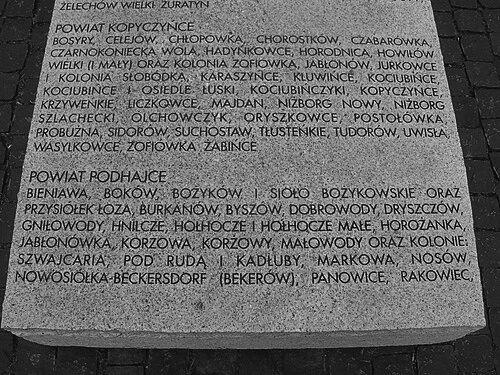 ŻELECHÓW WIELKI, ŻURATYN
POWIAT KOPYCZYŃCE
BOSYRY, CELEJÓW, CHŁOPÓWKA, CHOROSTKÓW, CZABARÓWKA,
CZARNOKONIECKA WOLA, HADYŃKOWCE, HORODNICA, HOWIŁÓW
WIELKI (I MAŁY) ORAZ KOLONIA ZOFIÓWKA, JABŁONÓW, JURKOWCE
I KOLONIA SŁOBÓDKA, KARASZYŃCE, KLUWIŃCE, KOCIUBIŃCE,
KOCIUBIŃCE I OSIEDLE ŁUSKI, KOCIUBIŃCZYKI, KOPYCZYŃCE,
KRZYWEŃKIE, LICZKOWCE, MAJDAN, NIŻBORG NOWY, NIŻBORG
SZLACHECKI, OLCHOWCZYK, ORYSZKOWCE, POSTOŁÓWKA,
PROBUŻNA, SIDORÓW, SUCHOSTAW, TŁUSTEŃKIE, TUDORÓW, UWISŁA,
WASYLKOWCE, ZOFIÓWKA, ŻABIŃCE
POWIAT PODHAJCE
BIENIAWA, BOKÓW, BOŻYKÓW I SIOŁO BOŻYKOWSKIE ORAZ
PRZYSIÓŁEK ŁOZA, BURKANÓW, BYSZÓW, DOBROWODY, DRYSZCZÓW,
GNIŁOWODY, HNILCZE, HOŁHOCZE I HOŁHOCZE MAŁE, HOROŻANKA,
JABŁONÓWKA, KORZOWA, KORŻOWY, MAŁOWODY ORAZ KOLONIE:
SZWAJCARIA, POD RUDĄ I KADŁUBY, MARKOWA, NOSÓW,
NOWOSIÓŁKA-BECKERSDORF (BEKERÓW), PANOWICE, RAKOWIEC,